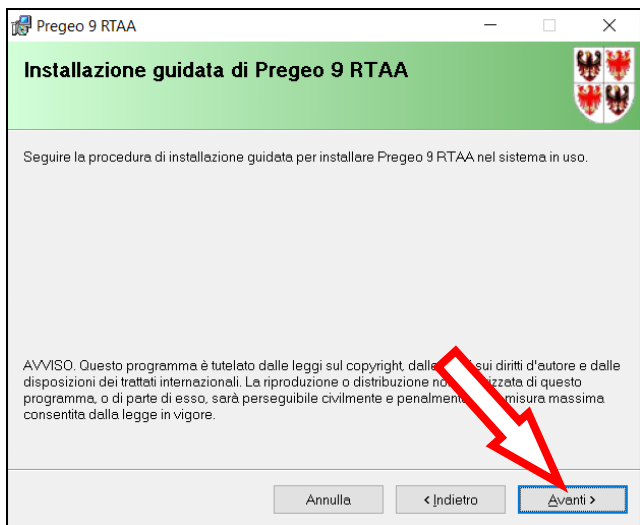 Pregeo 9 RTAA
Installazione guidata di Pregeo 9 RTAA
Seguire la procedura di installazione guidata per installare Pregeo 9 RTAA nel sistema in uso.
AVVISO. Questo programma è tutelato dalle leggi sul copyright, dalle sui diritti d'autore e dalle
disposizioni dei trattati internazionali. La riproduzione o distribuzione di questo
programma, o di parte di esso, sarà perseguibile civilmente e misura massima
consentita dalla legge in vigore.
Annulla
< Indietro
Avanti >